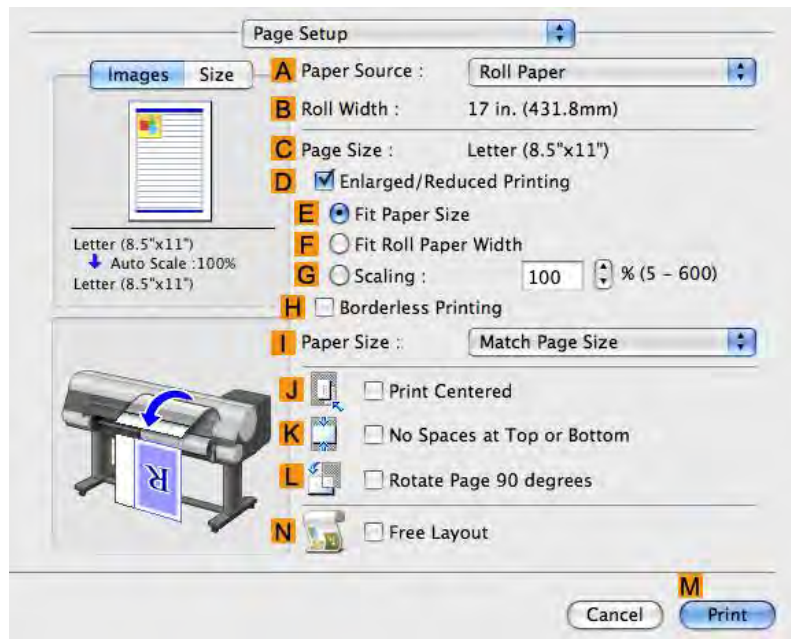 Page Setup
Images Size
A Paper Source : Roll Paper
B Roll Width : 17 in. (431.8mm)
C Page Size : Letter (8.5"x11")
D Enlarged/Reduced Printing
E Fit Paper Size
F Fit Roll Paper Width
G Scaling : 100 % (5 - 600)
Letter (8.5"x11")
Auto Scale :100%
Letter (8.5"x11")
H Borderless Printing
I Paper Size : Match Page Size
J Print Centered
K No Spaces at Top or Bottom
L Rotate Page 90 degrees
R
N Free Layout
M
Cancel Print